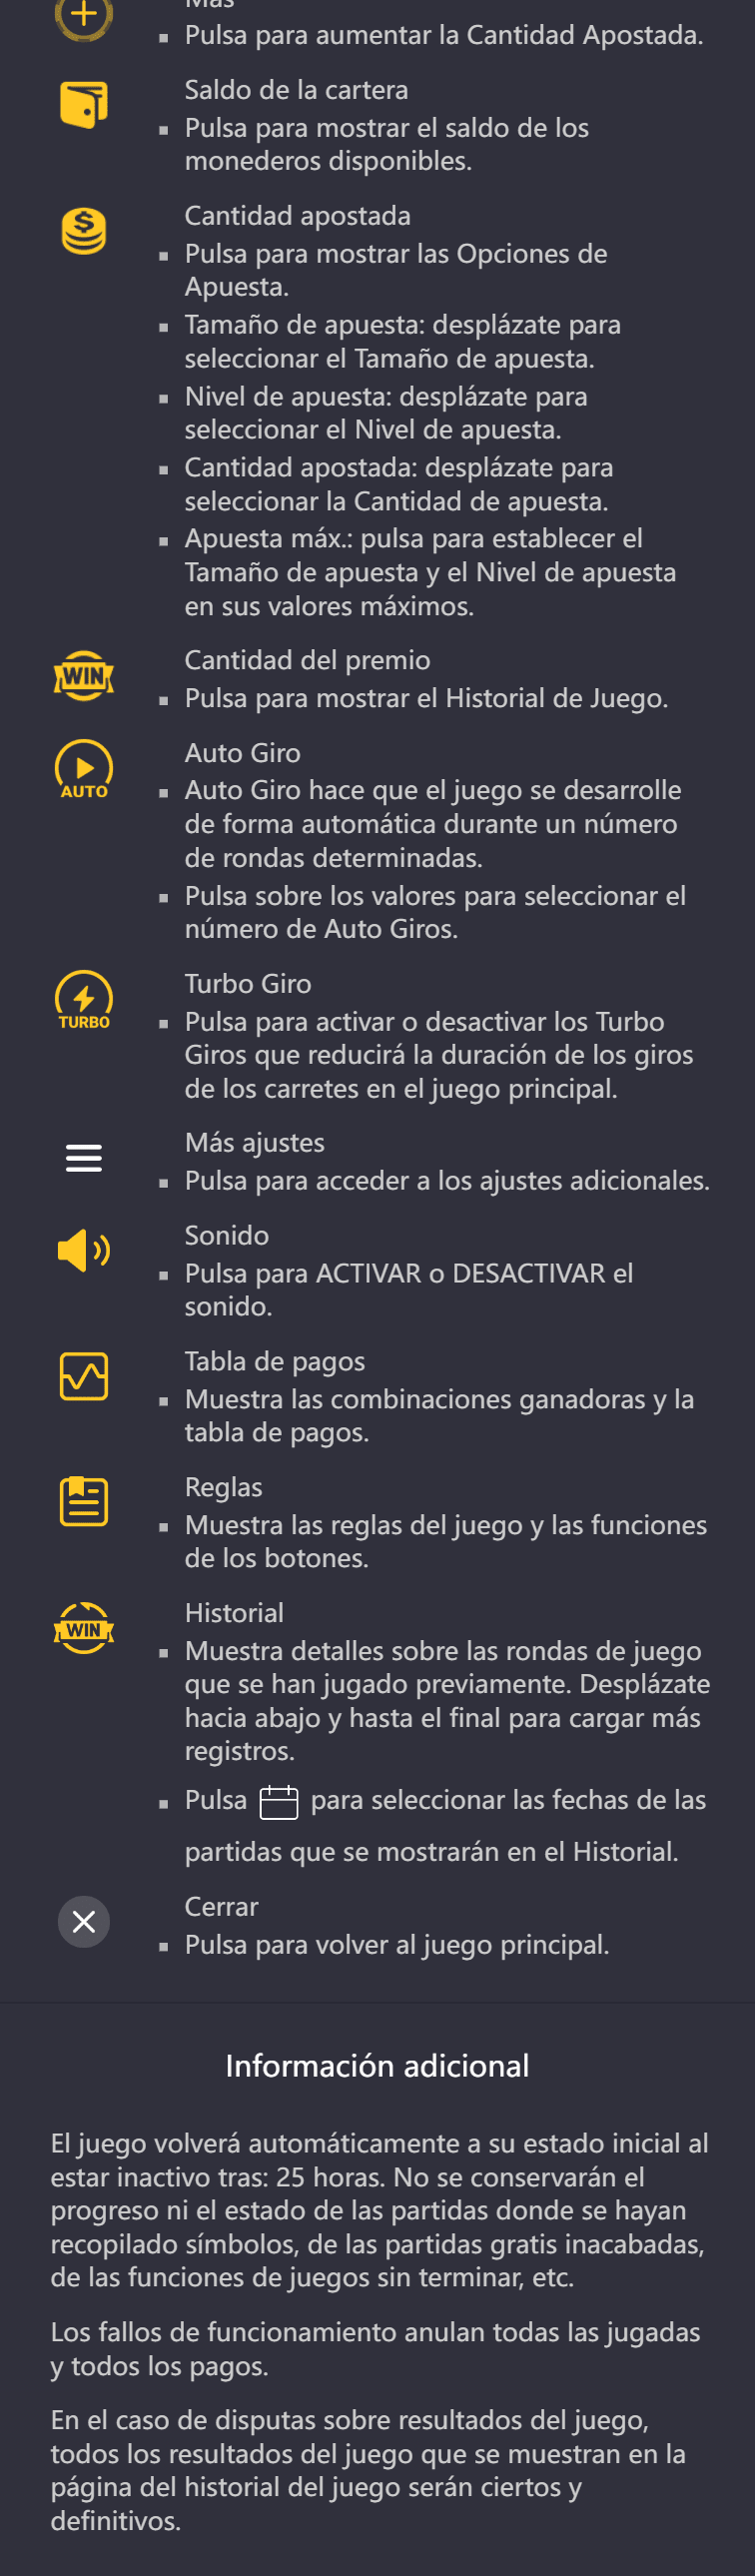 Más
▪ Pulsa para aumentar la Cantidad Apostada.
Saldo de la cartera
▪ Pulsa para mostrar el saldo de los
monederos disponibles.
Cantidad apostada
▪ Pulsa para mostrar las Opciones de
Apuesta.
▪ Tamaño de apuesta: desplázate para
seleccionar el Tamaño de apuesta.
▪ Nivel de apuesta: desplázate para
seleccionar el Nivel de apuesta.
▪ Cantidad apostada: desplázate para
seleccionar la Cantidad de apuesta.
▪ Apuesta máx.: pulsa para establecer el
Tamaño de apuesta y el Nivel de apuesta
en sus valores máximos.
WIN
Cantidad del premio
▪ Pulsa para mostrar el Historial de Juego.
AUTO
Auto Giro
▪ Auto Giro hace que el juego se desarrolle
de forma automática durante un número
de rondas determinadas.
▪ Pulsa sobre los valores para seleccionar el
número de Auto Giros.
TURBO
Turbo Giro
▪ Pulsa para activar o desactivar los Turbo
Giros que reducirá la duración de los giros
de los carretes en el juego principal.
Más ajustes
▪ Pulsa para acceder a los ajustes adicionales.
Sonido
▪ Pulsa para ACTIVAR o DESACTIVAR el
sonido.
Tabla de pagos
▪ Muestra las combinaciones ganadoras y la
tabla de pagos.
Reglas
▪ Muestra las reglas del juego y las funciones
de los botones.
WIN
Historial
▪ Muestra detalles sobre las rondas de juego
que se han jugado previamente. Desplázate
hacia abajo y hasta el final para cargar más
registros.
▪ Pulsa para seleccionar las fechas de las
partidas que se mostrarán en el Historial.
Cerrar
▪ Pulsa para volver al juego principal.
Información adicional
El juego volverá automáticamente a su estado inicial al
estar inactivo tras: 25 horas. No se conservarán el
progreso ni el estado de las partidas donde se hayan
recopilado símbolos, de las partidas gratis inacabadas,
de las funciones de juegos sin terminar, etc.
Los fallos de funcionamiento anulan todas las jugadas
y todos los pagos.
En el caso de disputas sobre resultados del juego,
todos los resultados del juego que se muestran en la
página del historial del juego serán ciertos y
definitivos.